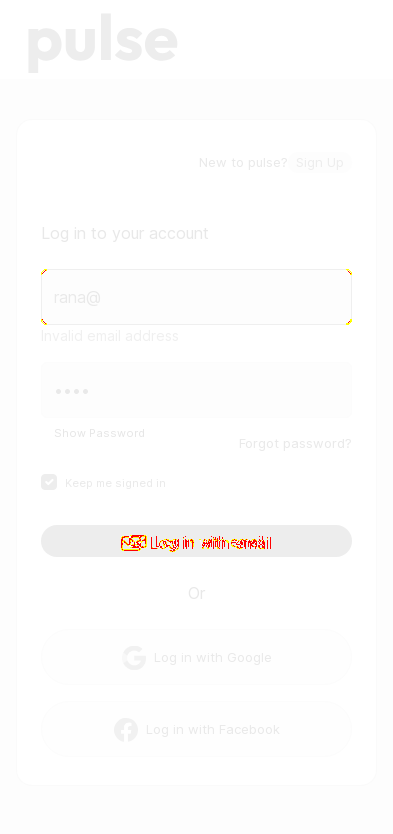 pulse
New to pulse? Sign Up
Log in to your account
rana@
Invalid email address
••••
Show Password
Forgot password?
Keep me signed in
Log in with email
Or
Log in with Google
Log in with Facebook